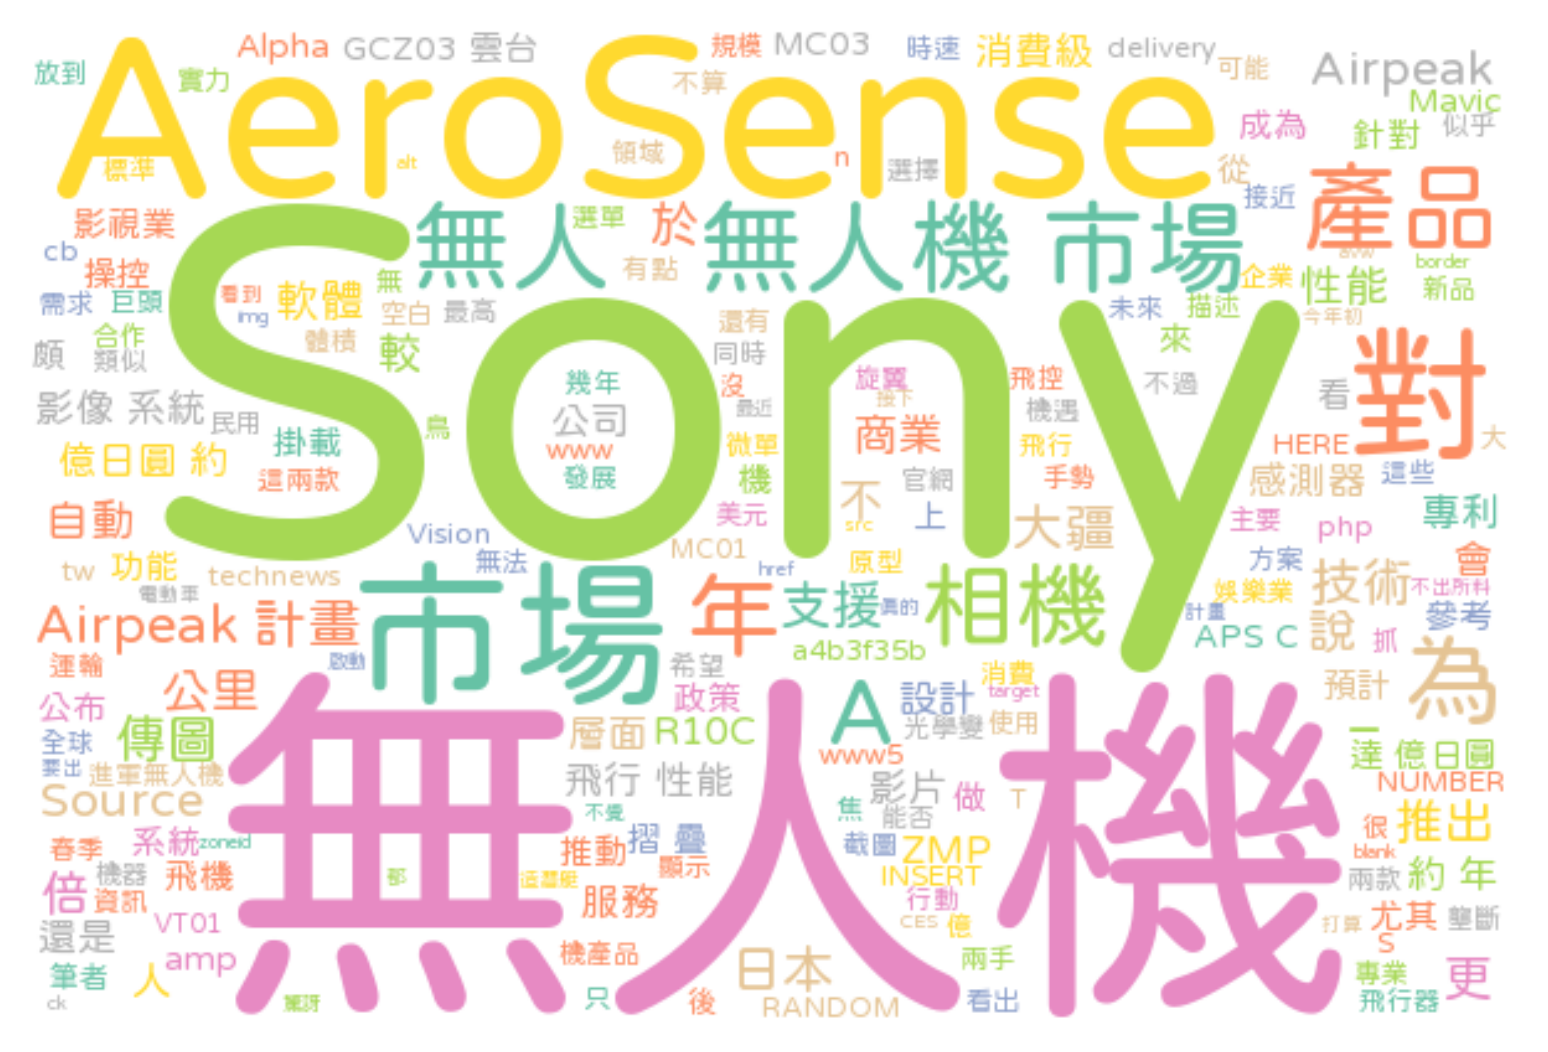 Alpha GCZ03 雲台 規模 MC03 時速 消費級 delivery 可能 Airpeak
放到 實力 AeroSense 不算 Mavic
成為 針對 似乎
標準 alt 領域 n 選擇 從 產品
影視業 無人 選單 於 無人機 市場 接近
cb 操控 無 有點 企業 性能 border
需求 巨頭 看到 img 軟體 空白 最高 未來 描述 新品
合作 體積 較 還有 今年初
頗 類似 Sony 同時 來 對
影像 系統 民用 幾年 沒 旋翼 飛控 不過 看
鳥 公司 最近 接下 機遇
億日圓 約 掛載 www 微單 商業 飛行 HERE 大
這兩款 發展 機 官網 手勢 感測器 這些
自動 美元 不 上 大疆 主要 php 專利
Vision src
tw 功能 technews 無法 MC01 href 原型 方案 技術 會
電動車 市場 年 支援 真的 相機 娛樂業 不出所料
Airpeak 計畫 計畫 參考
a4b3f35b APS C 說 抓
運輸 啟動 希望 消費 為
公布 公里 政策 A 設計 target 預計
全球 傳圖 層面 R10C 光學變 使用 一
要出 進軍無人機 www5 達 億日圓
Source 無人機 飛行 性能 影片 做 T NUMBER
不覺 焦 能否 推出
春季 系統 zoneid 推動 摺 疊 截圖 ZMP 很
機器 飛機 都 這潛艇 顯示 INSERT blank
倍 資訊 服務 行動 兩款 約 年
還是 VT01 CES 億 打算 尤其 壟斷
筆者 人 amp 機產品 日本 兩手 S 專業 更
ck 驚訝 只 後 RANDOM 看出 飛行器